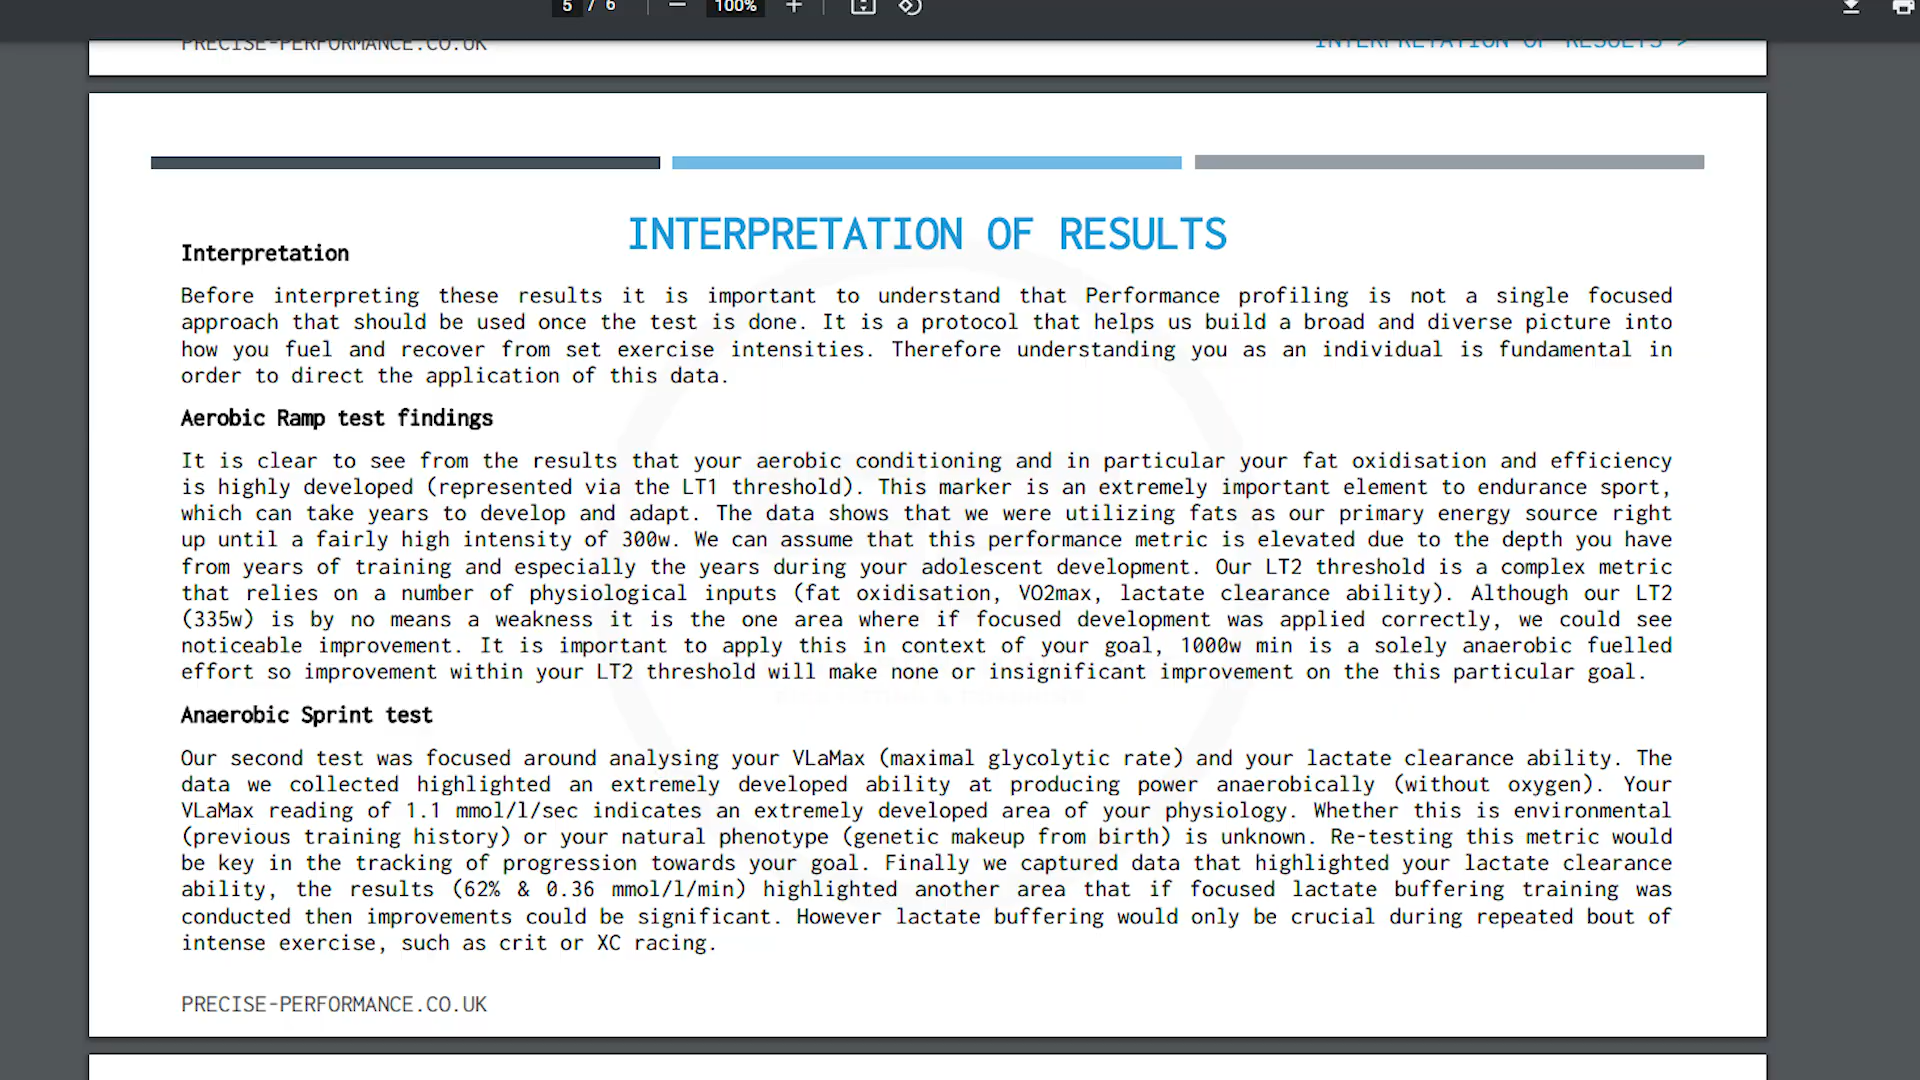 5 / 6
100%
PRECISE-PERFORMANCE.CO.UK
INTERPRETATION OF RESULTS >
INTERPRETATION OF RESULTS
Interpretation
Before interpreting these results it is important to understand that Performance profiling is not a single focused
approach that should be used once the test is done. It is a protocol that helps us build a broad and diverse picture into
how you fuel and recover from set exercise intensities. Therefore understanding you as an individual is fundamental in
order to direct the application of this data.
Aerobic Ramp test findings
It is clear to see from the results that your aerobic conditioning and in particular your fat oxidisation and efficiency
is highly developed (represented via the LT1 threshold). This marker is an extremely important element to endurance sport,
which can take years to develop and adapt. The data shows that we were utilizing fats as our primary energy source right
up until a fairly high intensity of 300w. We can assume that this performance metric is elevated due to the depth you have
from years of training and especially the years during your adolescent development. Our LT2 threshold is a complex metric
that relies on a number of physiological inputs (fat oxidisation, VO2max, lactate clearance ability). Although our LT2
(335w) is by no means a weakness it is the one area where if focused development was applied correctly, we could see
noticeable improvement. It is important to apply this in context of your goal, 1000w min is a solely anaerobic fuelled
effort so improvement within your LT2 threshold will make none or insignificant improvement on the this particular goal.
Anaerobic Sprint test
Our second test was focused around analysing your VLaMax (maximal glycolytic rate) and your lactate clearance ability. The
data we collected highlighted an extremely developed ability at producing power anaerobically (without oxygen). Your
VLaMax reading of 1.1 mmol/l/sec indicates an extremely developed area of your physiology. Whether this is environmental
(previous training history) or your natural phenotype (genetic makeup from birth) is unknown. Re-testing this metric would
be key in the tracking of progression towards your goal. Finally we captured data that highlighted your lactate clearance
ability, the results (62% & 0.36 mmol/l/min) highlighted another area that if focused lactate buffering training was
conducted then improvements could be significant. However lactate buffering would only be crucial during repeated bout of
intense exercise, such as crit or XC racing.
PRECISE-PERFORMANCE.CO.UK